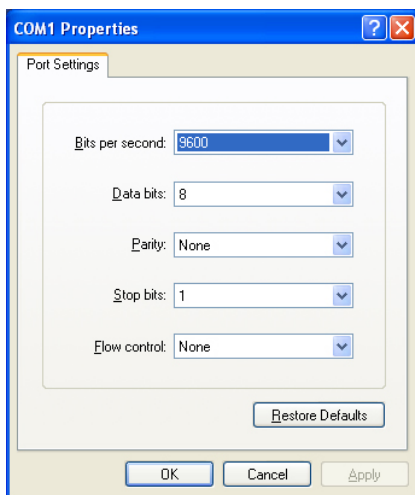 COM1 Properties
Port Settings
Bits per second: 9600
Data bits: 8
Parity: None
Stop bits: 1
Flow control: None
Restore Defaults
OK Cancel Apply